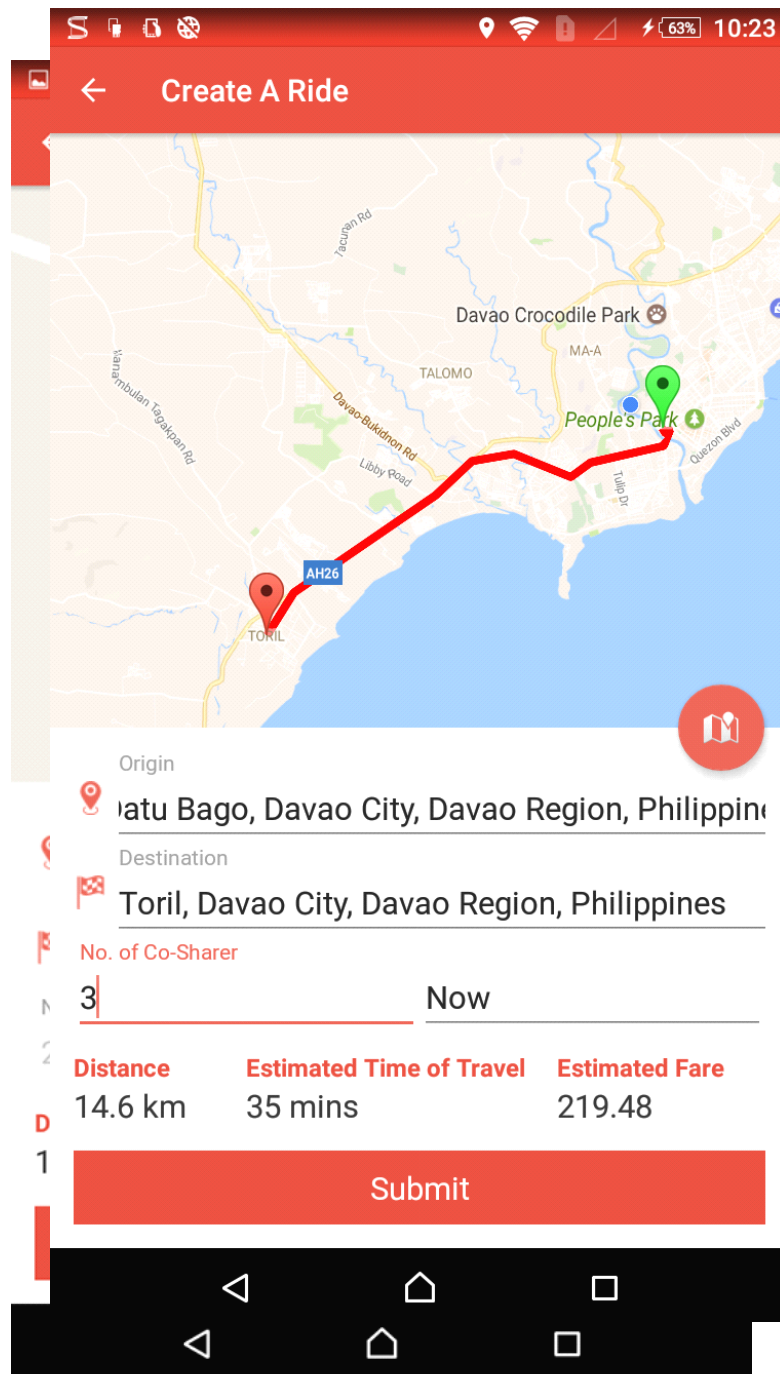 63% 10:23
Create A Ride
Tacunan Rd
Davao Crocodile Park
MA-A
TALOMO
Manambulan Tagakpan Rd
Davao-Bukidnon Rd
People's Park
Quezon Blvd
Libby Road
Tulip Dr
AH26
TORIL
Origin
Datu Bago, Davao City, Davao Region, Philippine
Destination
Toril, Davao City, Davao Region, Philippines
No. of Co-Sharer
3 Now
Distance Estimated Time of Travel Estimated Fare
14.6 km 35 mins 219.48
Submit